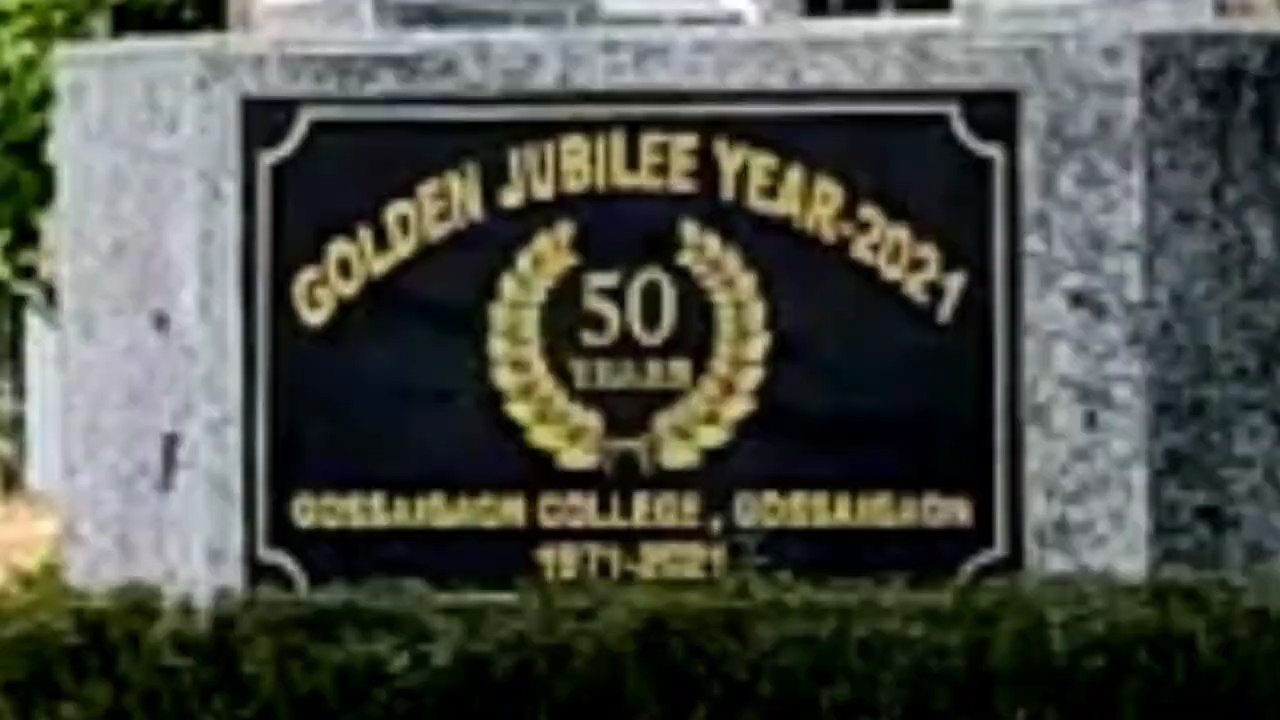 GOLDEN JUBILEE YEAR-2021
50
YEARS
GOSSAIGAON COLLEGE, GOSSAIGAON
1971-2021